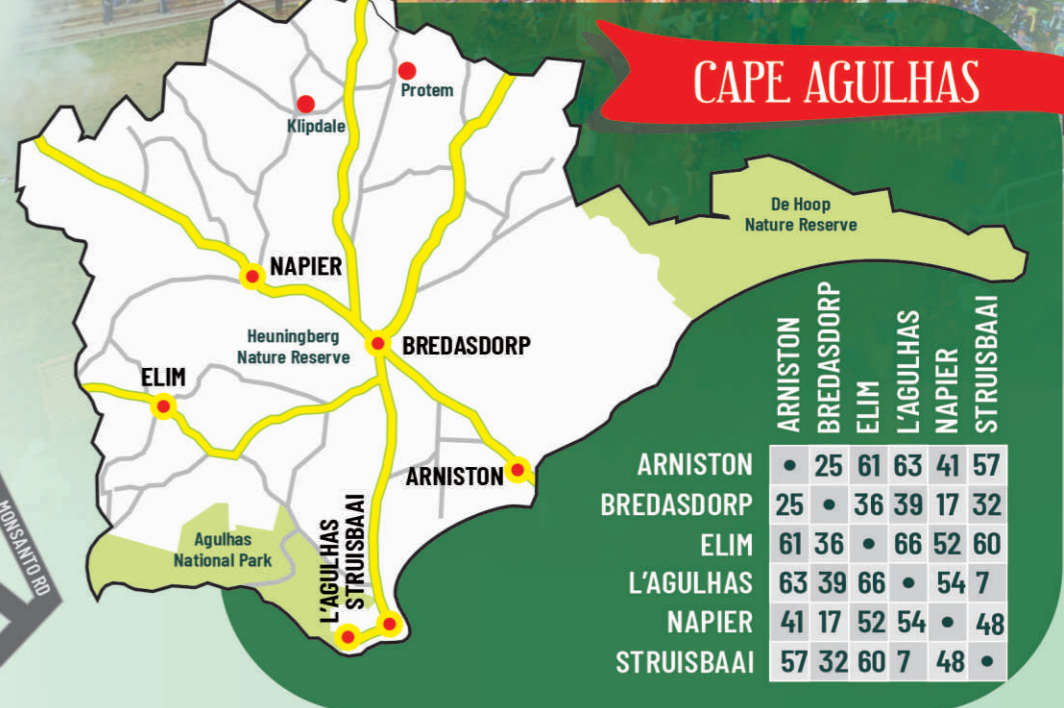 CAPE AGULHAS
Protem
Klipdale
De Hoop
Nature Reserve
NAPIER
Heuningberg
Nature Reserve
BREDASDORP
ELIM
ARNISTON
Agulhas
National Park
L'AGULHAS
STRUISBAAI
MONSANTO RD
ARNISTON BREDASDORP ELIM L'AGULHAS NAPIER STRUISBAAI
ARNISTON • 25 61 63 41 57
BREDASDORP 25 • 36 39 17 32
ELIM 61 36 • 66 52 60
L'AGULHAS 63 39 66 • 54 7
NAPIER 41 17 52 54 • 48
STRUISBAAI 57 32 60 7 48 •